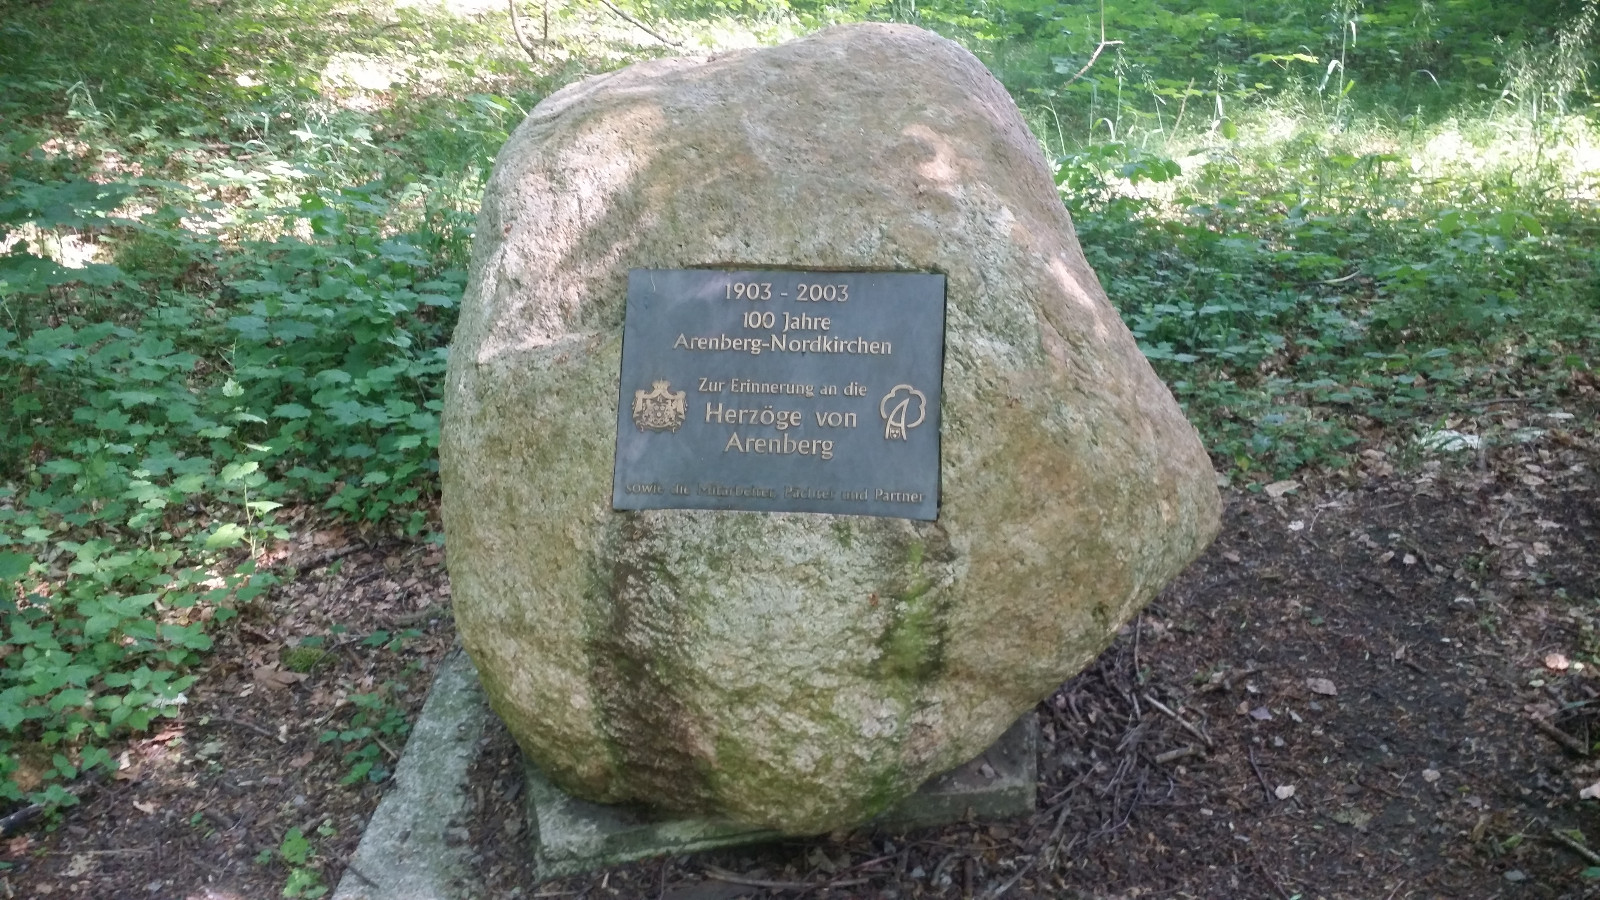 1903 - 2003
100 Jahre
Arenberg-Nordkirchen
Zur Erinnerung an die
Herzöge von
Arenberg
sowie die Mitarbeiter, Pächter und Partner